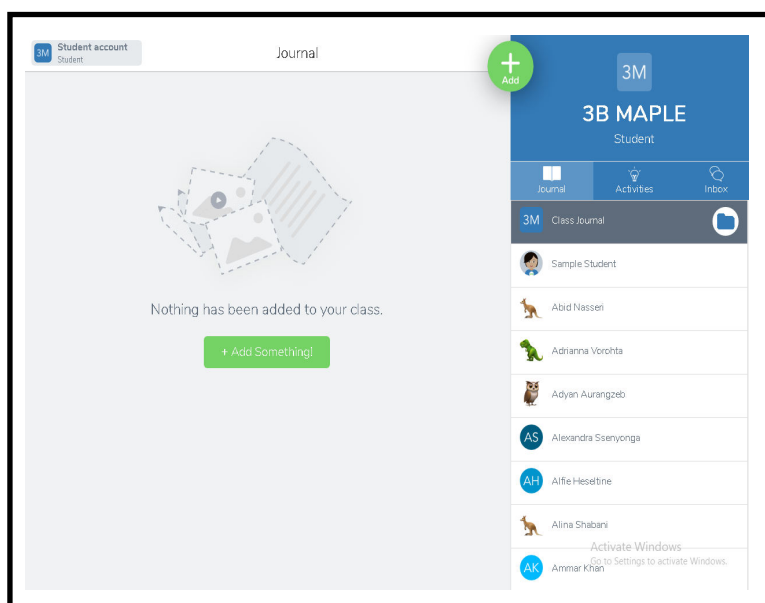 3M
Student account
Student
Journal
Add
3M
3B MAPLE
Student
Journal
Activities
Inbox
3M
Class Journal
Sample Student
Abid Nasseri
Adrianna Vorohta
Adyan Aurangzeb
AS
Alexandra Ssenyonga
AH
Alfie Heseltine
Alina Shabani
AK
Ammar Khan
Nothing has been added to your class.
+ Add Something!
Activate Windows
Go to Settings to activate Windows.